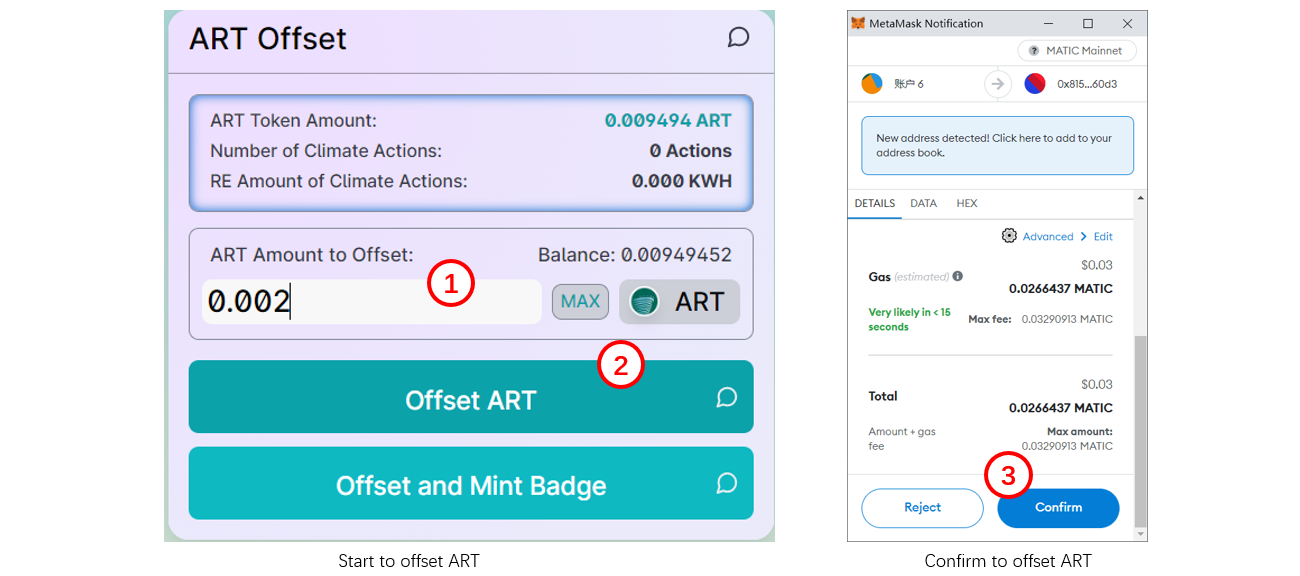 ART Offset
ART Token Amount: 0.009494 ART
Number of Climate Actions: 0 Actions
RE Amount of Climate Actions: 0.000 KWH
ART Amount to Offset: Balance: 0.00949452
0.002 MAX ART
1
2
Offset ART
Offset and Mint Badge
Start to offset ART
MetaMask Notification
MATIC Mainnet
账户 6 0x815...60d3
New address detected! Click here to add to your
address book.
DETAILS DATA HEX
Advanced Edit
$0.03
Gas (estimated)
0.0266437 MATIC
Very likely in < 15
seconds
Max fee: 0.03290913 MATIC
$0.03
Total
0.0266437 MATIC
Amount + gas
fee
Max amount:
0.03290913 MATIC
3
Reject Confirm
Confirm to offset ART